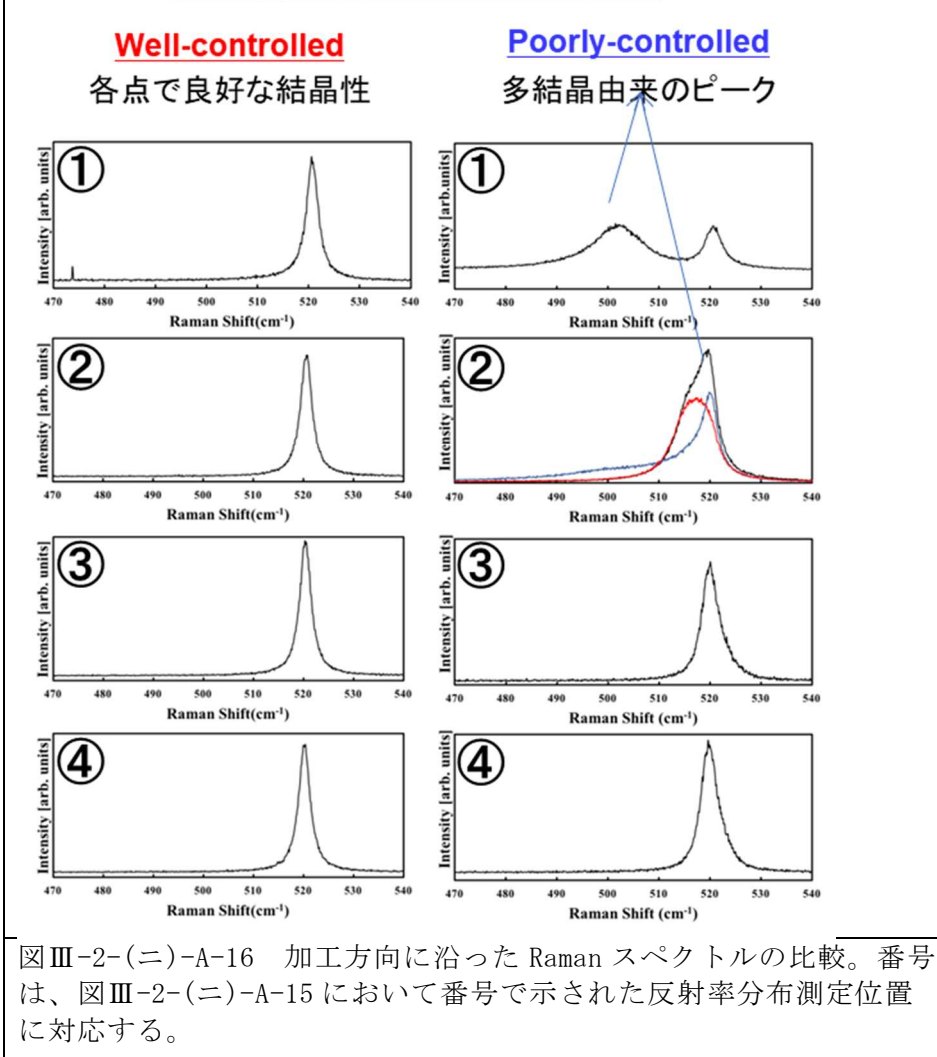 Well-controlled
各点で良好な結晶性
Poorly-controlled
多結晶由来のピーク
①
Intensity [arb. units]
470 480 490 500 510 520 530 540
Raman Shift(cm-1)
①
Intensity [arb.units]
470 480 490 500 510 520 530 540
Raman Shift (cm-1)
②
Intensity [arb. units]
470 480 490 500 510 520 530 540
Raman Shift(cm-1)
②
Intensity [arb. units]
470 480 490 500 510 520 530 540
Raman Shift (cm-1)
③
Intensity [arb. units]
470 490 490 500 510 520 530 540
Raman Shift(cm-1)
③
Intensity [arb. units]
470 480 490 500 510 520 530 540
Raman Shift (cm-1)
④
Intensity [arb. units]
470 480 490 500 510 520 530 540
Raman Shift(cm-1)
④
Intensity [arb. units]
470 480 490 500 510 520 530 540
Raman Shift (cm-1)
図Ⅲ-2-(ニ)-A-16 加工方向に沿った Raman スペクトルの比較。番号
は、図Ⅲ-2-(ニ)-A-15 において番号で示された反射率分布測定位置
に対応する。